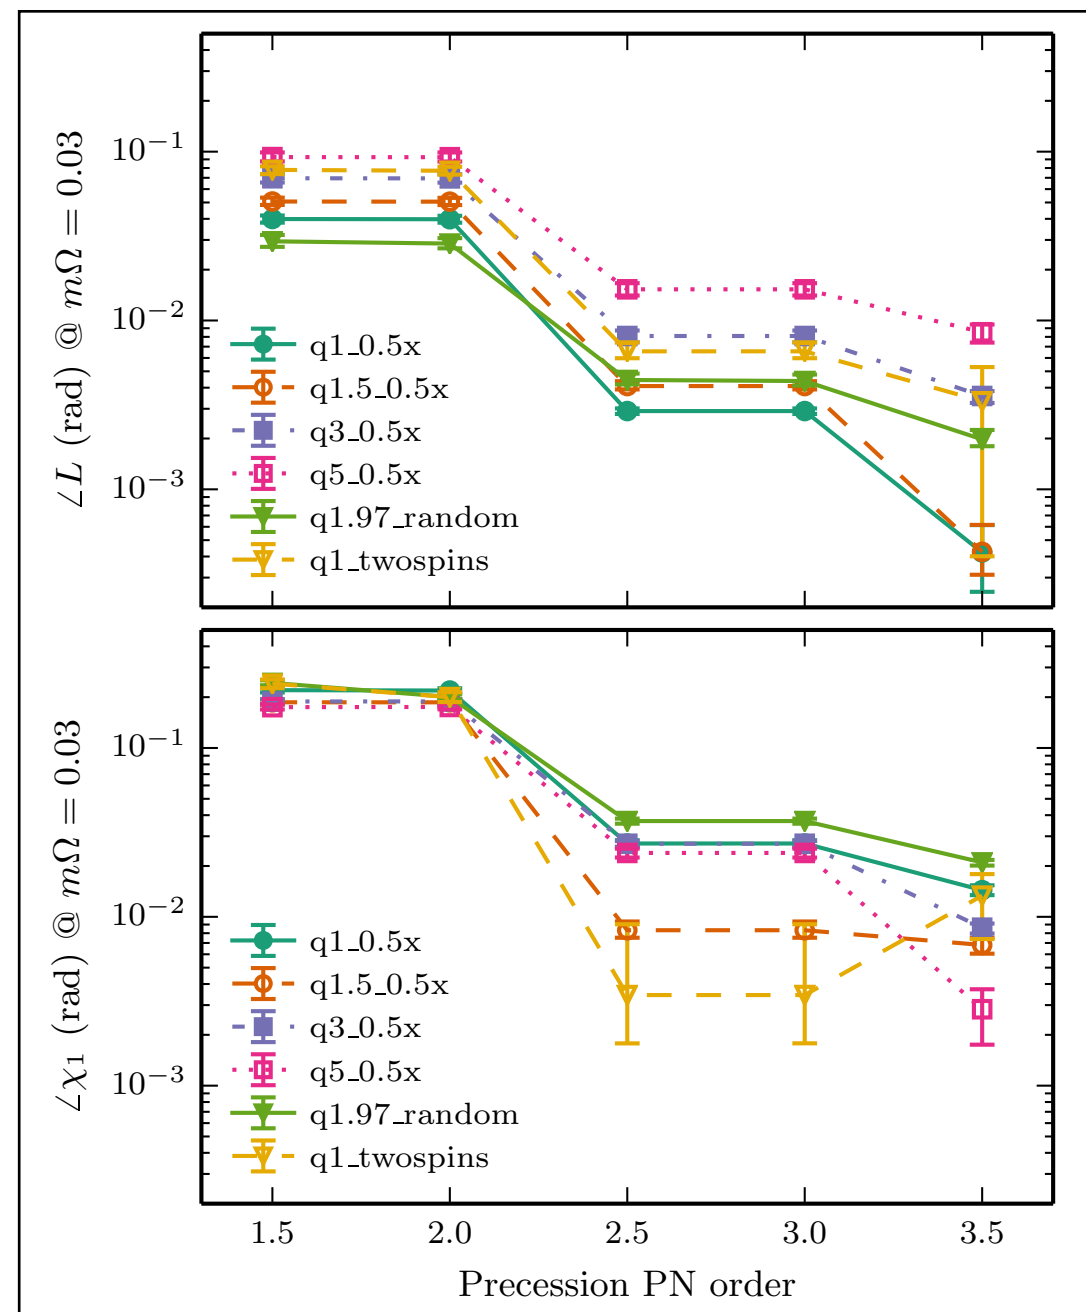 ∠L (rad) @ mΩ = 0.03
10⁻¹
10⁻²
10⁻³
q1_0.5x
q1.5_0.5x
q3_0.5x
q5_0.5x
q1.97_random
q1_twospins
∠χ₁ (rad) @ mΩ = 0.03
10⁻¹
10⁻²
10⁻³
q1_0.5x
q1.5_0.5x
q3_0.5x
q5_0.5x
q1.97_random
q1_twospins
1.5 2.0 2.5 3.0 3.5
Precession PN order